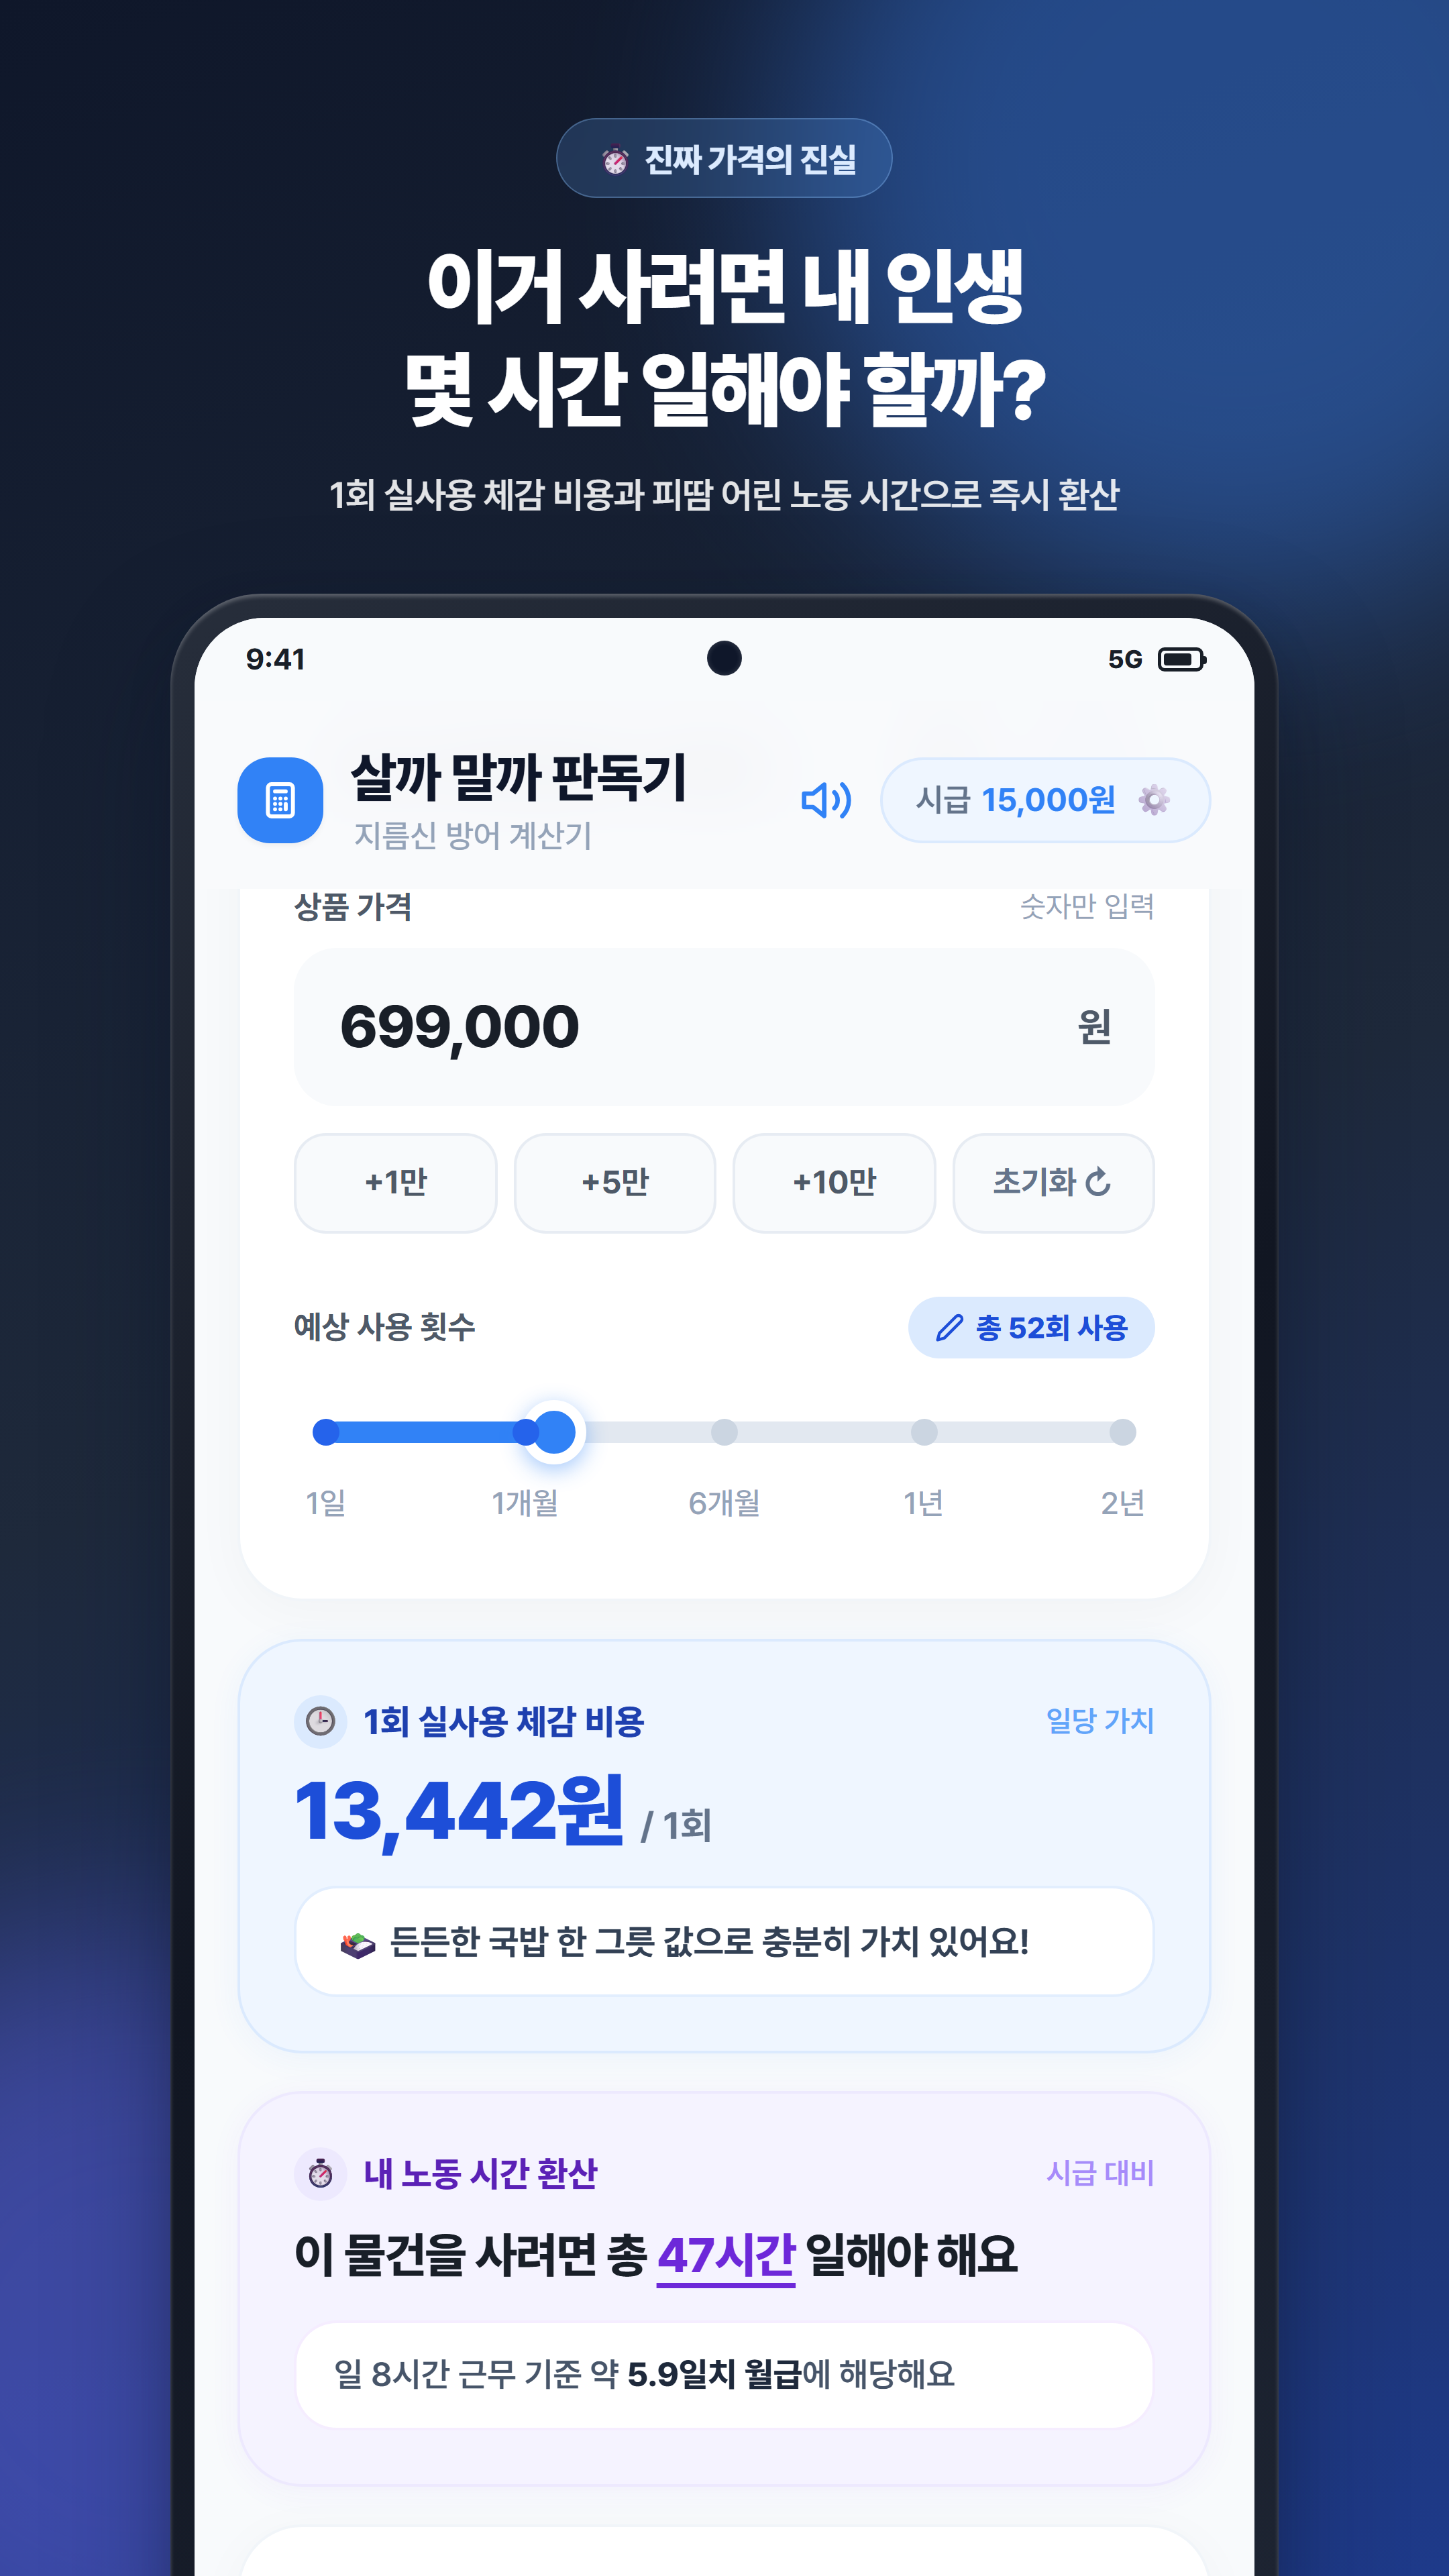 진짜 가격의 진실
이거 사려면 내 인생
몇 시간 일해야 할까?
1회 실사용 체감 비용과 피땀 어린 노동 시간으로 즉시 환산
9:41
5G
살까 말까 판독기
지름신 방어 계산기
시급 15,000원
상품 가격
숫자만 입력
699,000
원
+1만
+5만
+10만
초기화
예상 사용 횟수
총 52회 사용
1일
1개월
6개월
1년
2년
1회 실사용 체감 비용
일당 가치
13,442원 / 1회
든든한 국밥 한 그릇 값으로 충분히 가치 있어요!
내 노동 시간 환산
시급 대비
이 물건을 사려면 총 47시간 일해야 해요
일 8시간 근무 기준 약 5.9일치 월급에 해당해요